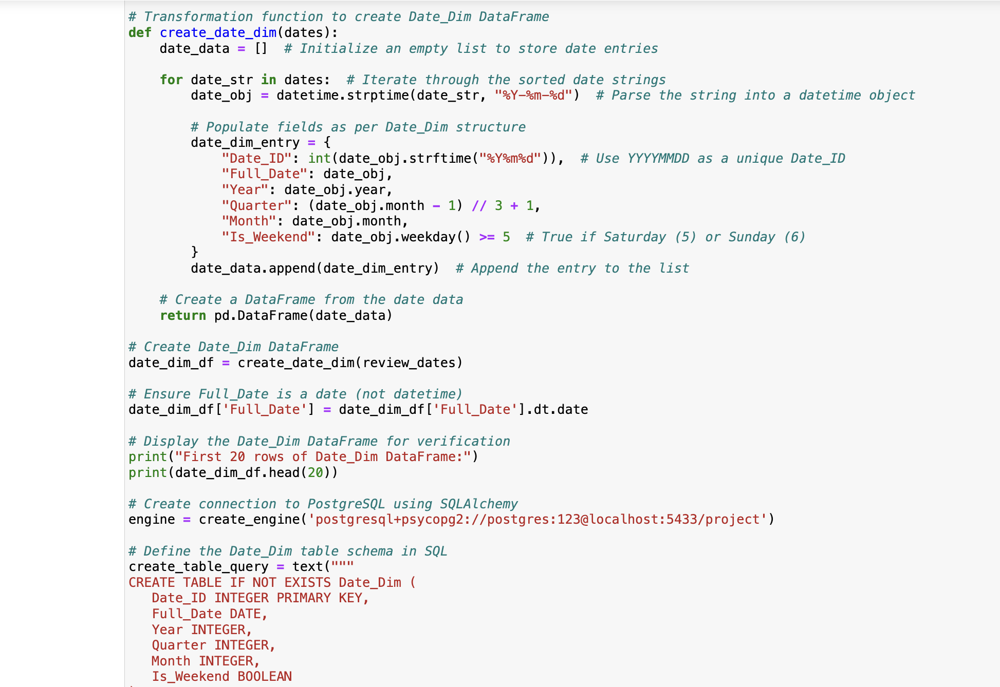 # Transformation function to create Date_Dim DataFrame
def create_date_dim(dates):
    date_data = []  # Initialize an empty list to store date entries

    for date_str in dates:  # Iterate through the sorted date strings
        date_obj = datetime.strptime(date_str, "%Y-%m-%d")  # Parse the string into a datetime object

        # Populate fields as per Date_Dim structure
        date_dim_entry = {
            "Date_ID": int(date_obj.strftime("%Y%m%d")),  # Use YYYYMMDD as a unique Date_ID
            "Full_Date": date_obj,
            "Year": date_obj.year,
            "Quarter": (date_obj.month - 1) // 3 + 1,
            "Month": date_obj.month,
            "Is_Weekend": date_obj.weekday() >= 5  # True if Saturday (5) or Sunday (6)
        }
        date_data.append(date_dim_entry)  # Append the entry to the list

    # Create a DataFrame from the date data
    return pd.DataFrame(date_data)

# Create Date_Dim DataFrame
date_dim_df = create_date_dim(review_dates)

# Ensure Full_Date is a date (not datetime)
date_dim_df['Full_Date'] = date_dim_df['Full_Date'].dt.date

# Display the Date_Dim DataFrame for verification
print("First 20 rows of Date_Dim DataFrame:")
print(date_dim_df.head(20))

# Create connection to PostgreSQL using SQLAlchemy
engine = create_engine('postgresql+psycopg2://postgres:123@localhost:5433/project')

# Define the Date_Dim table schema in SQL
create_table_query = text("""
CREATE TABLE IF NOT EXISTS Date_Dim (
   Date_ID INTEGER PRIMARY KEY,
   Full_Date DATE,
   Year INTEGER,
   Quarter INTEGER,
   Month INTEGER,
   Is_Weekend BOOLEAN